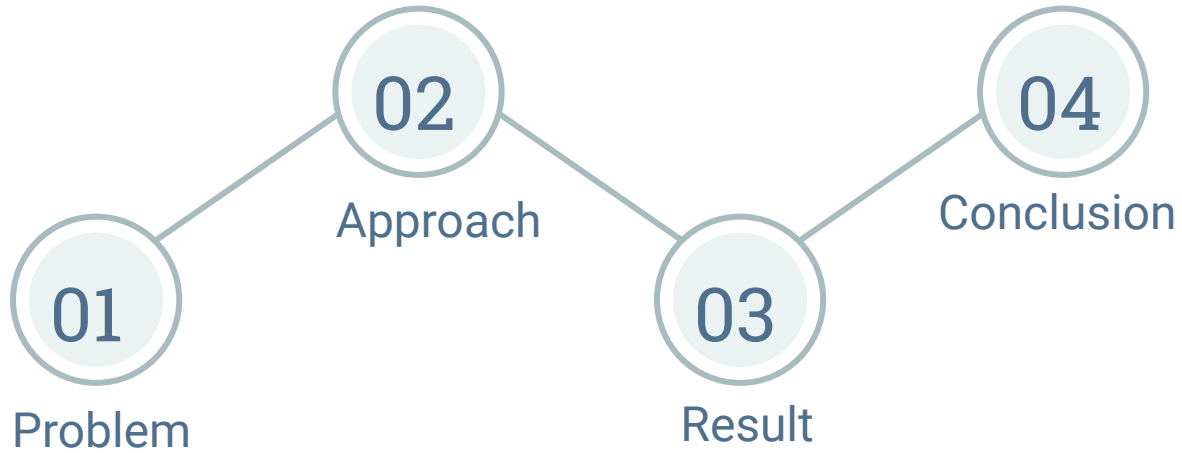 01
Problem
02
Approach
03
Result
04
Conclusion